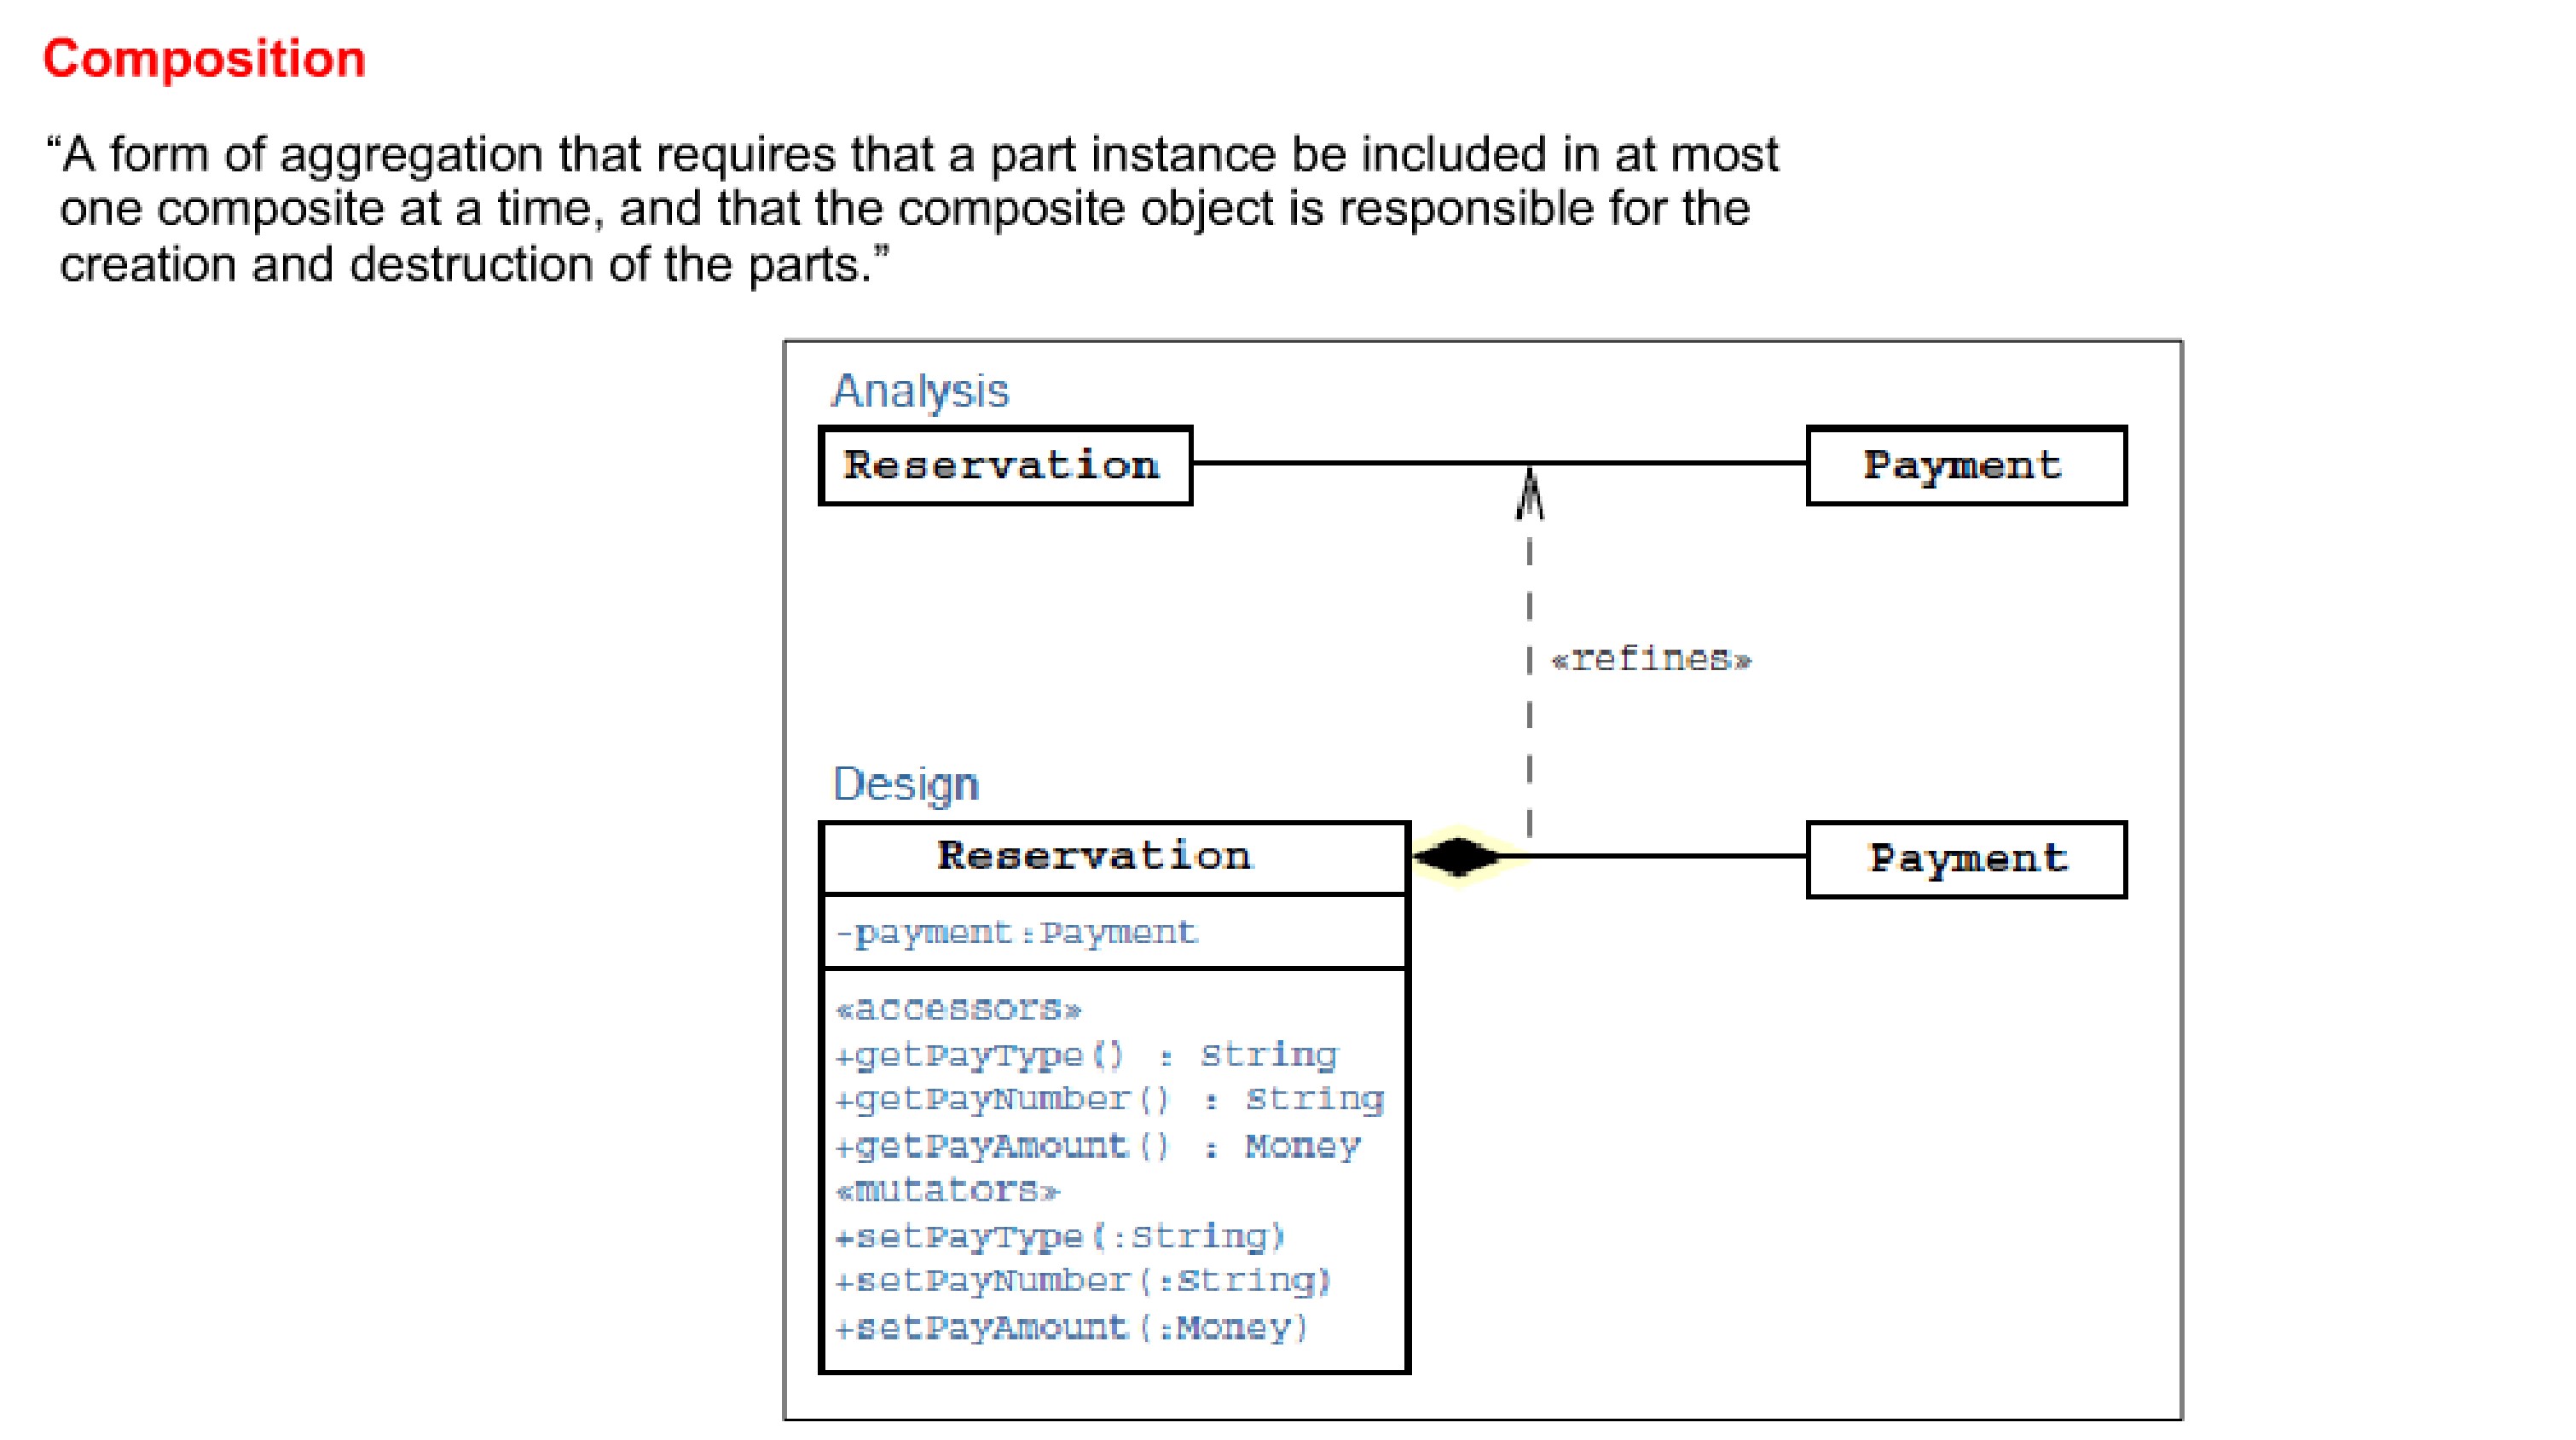 Composition
“A form of aggregation that requires that a part instance be included in at most
one composite at a time, and that the composite object is responsible for the
creation and destruction of the parts.”
Analysis
Reservation
Payment
«refines»
Design
Reservation
Payment
-payment:Payment
«accessors»
+getPayType() : String
+getPayNumber() : String
+getPayAmount() : Money
«mutators»
+setPayType(:String)
+setPayNumber(:String)
+setPayAmount(:Money)